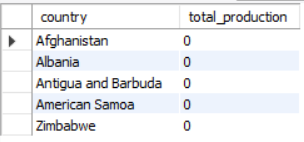 country total_production
Afghanistan 0
Albania 0
Antigua and Barbuda 0
American Samoa 0
Zimbabwe 0